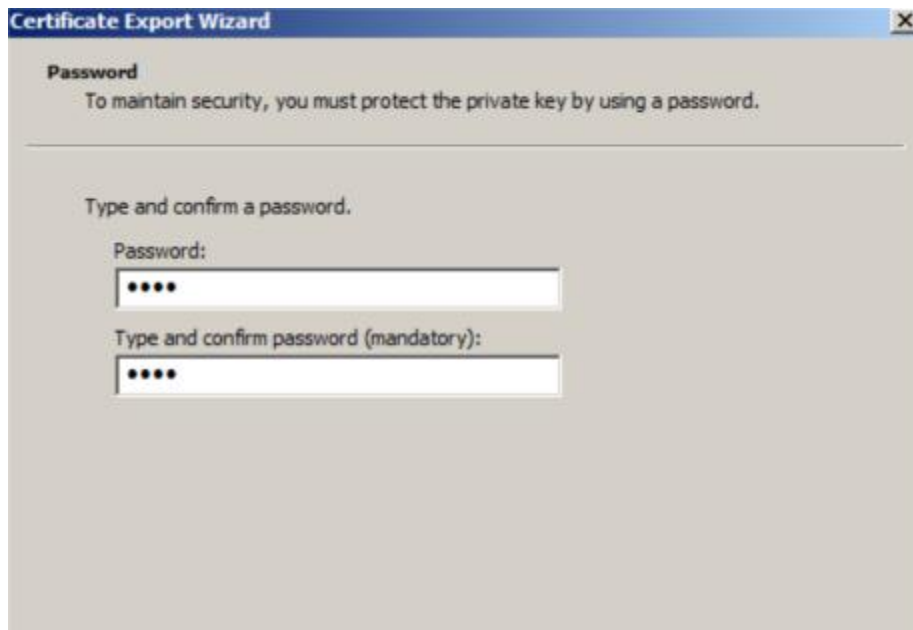 Certificate Export Wizard
Password
To maintain security, you must protect the private key by using a password.
Type and confirm a password.
Password:
••••
Type and confirm password (mandatory):
••••